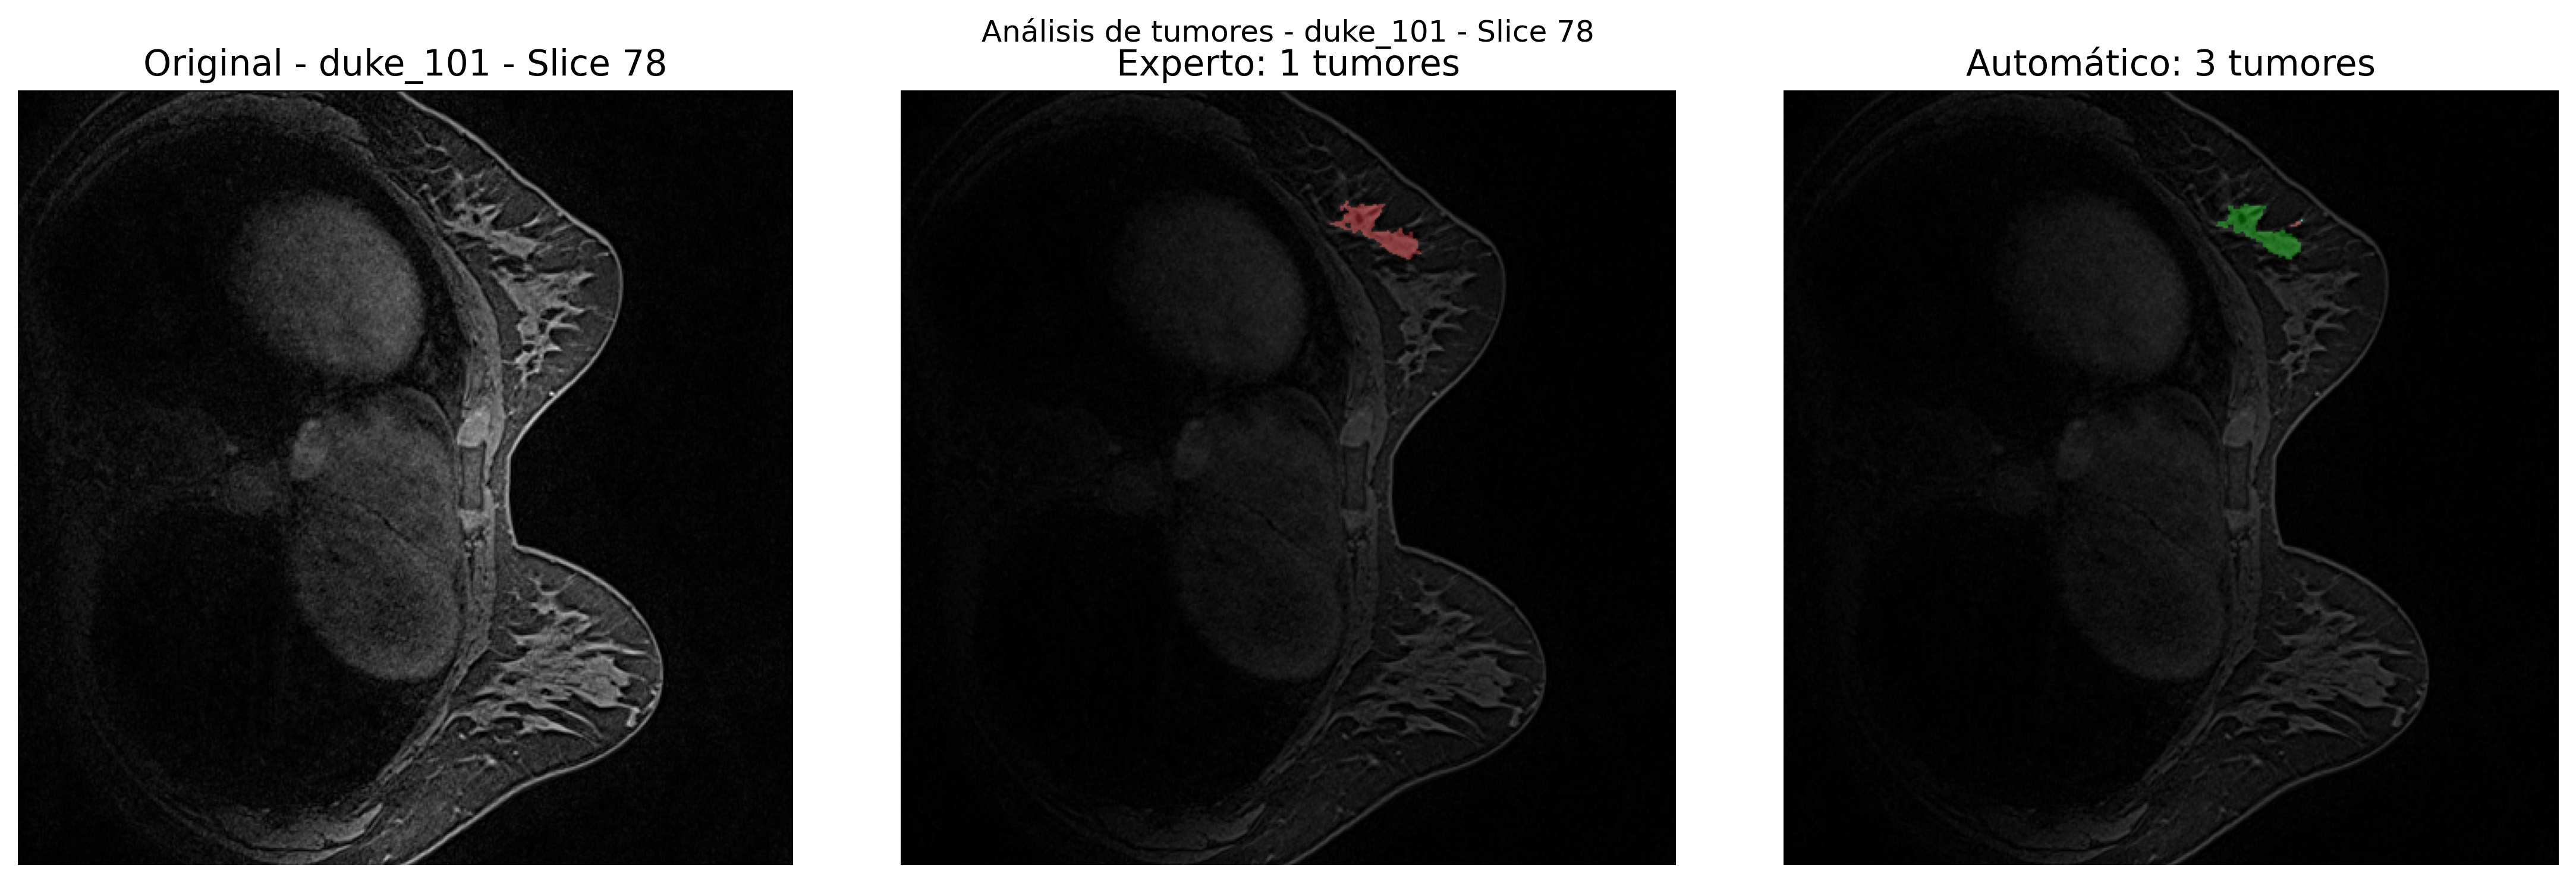 Análisis de tumores - duke_101 - Slice 78
Original - duke_101 - Slice 78
Experto: 1 tumores
Automático: 3 tumores